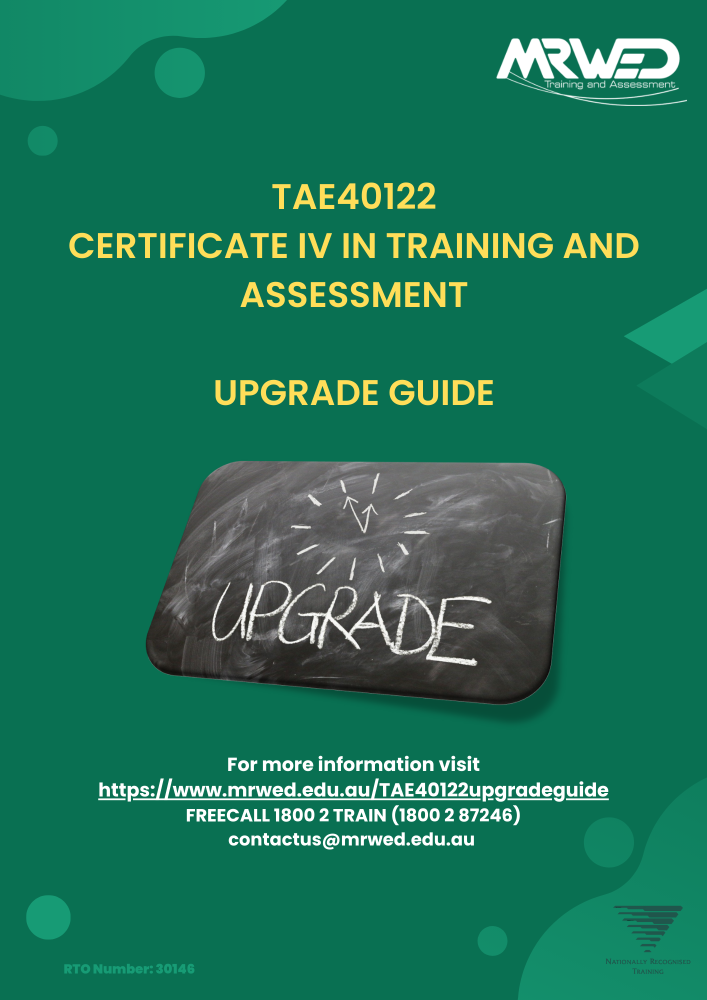 MRWED
Training and Assessment
TAE40122
CERTIFICATE IV IN TRAINING AND
ASSESSMENT
UPGRADE GUIDE
UPGRADE
For more information visit
https://www.mrwed.edu.au/TAE40122upgradeguide
FREECALL 1800 2 TRAIN (1800 2 87246)
contactus@mrwed.edu.au
RTO Number: 30146
NATIONALLY RECOGNISED
TRAINING